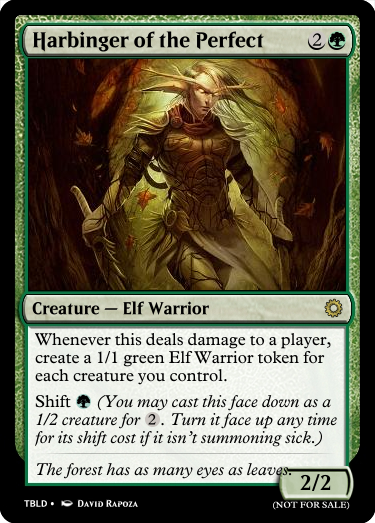 Harbinger of the Perfect 2
Creature — Elf Warrior
Whenever this deals damage to a player,
create a 1/1 green Elf Warrior token for
each creature you control.
Shift (You may cast this face down as a
1/2 creature for 2. Turn it face up any time
for its shift cost if it isn't summoning sick.)
The forest has as many eyes as leaves.
2/2
TBLD • DAVID RAPOZA
(NOT FOR SALE)